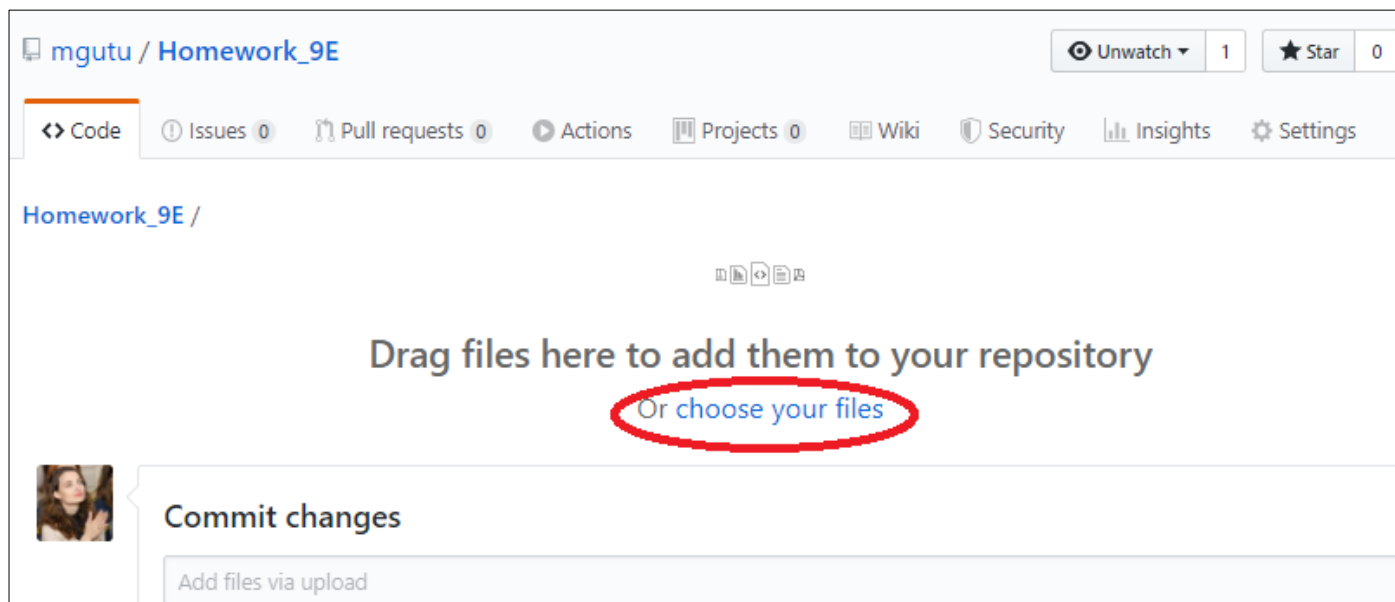 mgutu / Homework_9E
Unwatch 1 Star 0
Code Issues 0 Pull requests 0 Actions Projects 0 Wiki Security Insights Settings
Homework_9E /
Drag files here to add them to your repository
Or choose your files
Commit changes
Add files via upload